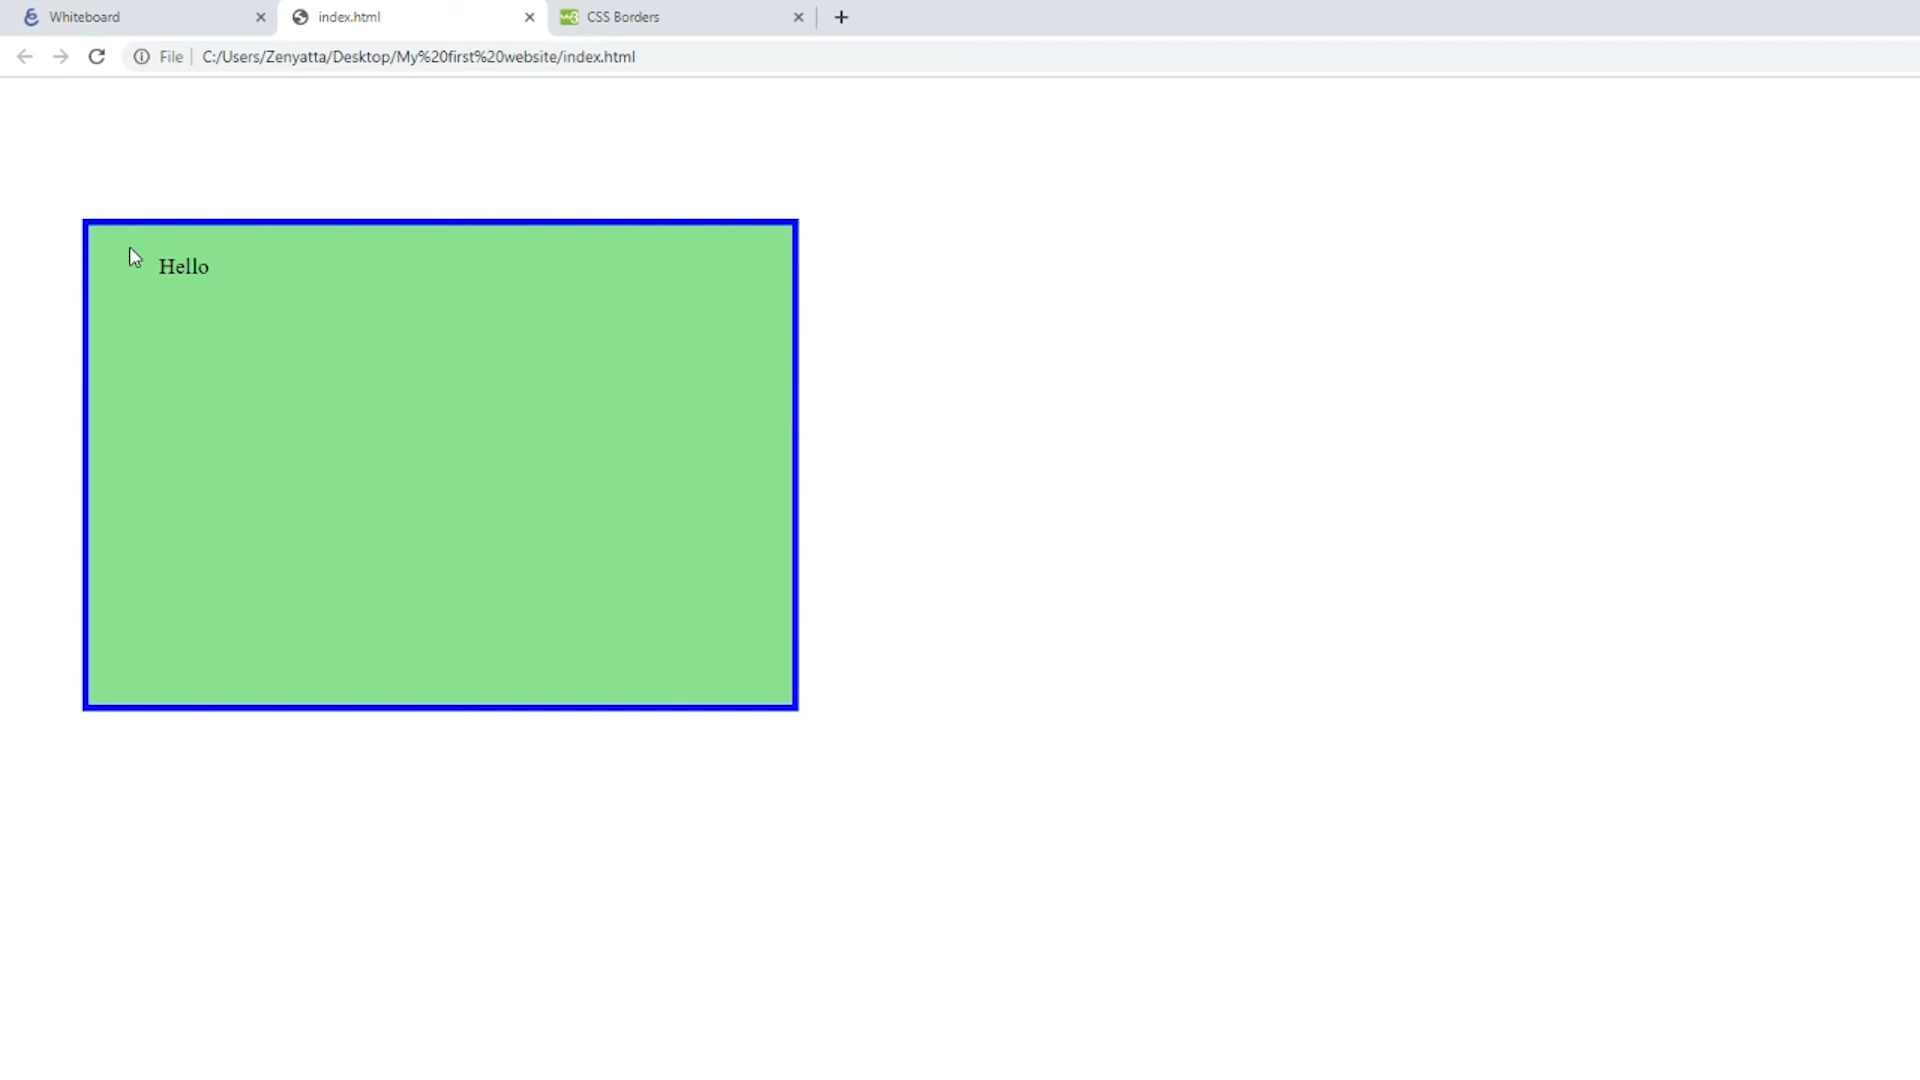 Whiteboard
index.html
CSS Borders
File
C:/Users/Zenyatta/Desktop/My%20first%20website/index.html
Hello